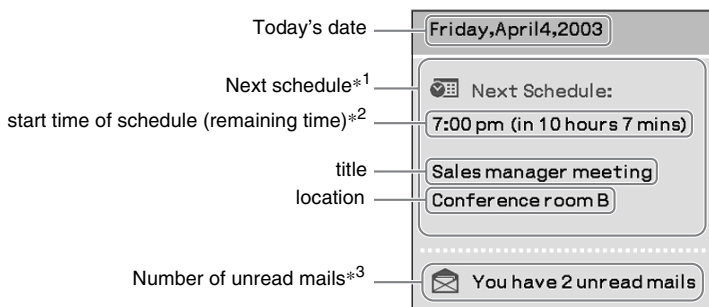 Today's date Friday,April4,2003
Next schedule*1 Next Schedule:
start time of schedule (remaining time)*2 7:00 pm (in 10 hours 7 mins)
title Sales manager meeting
location Conference room B
Number of unread mails*3 You have 2 unread mails